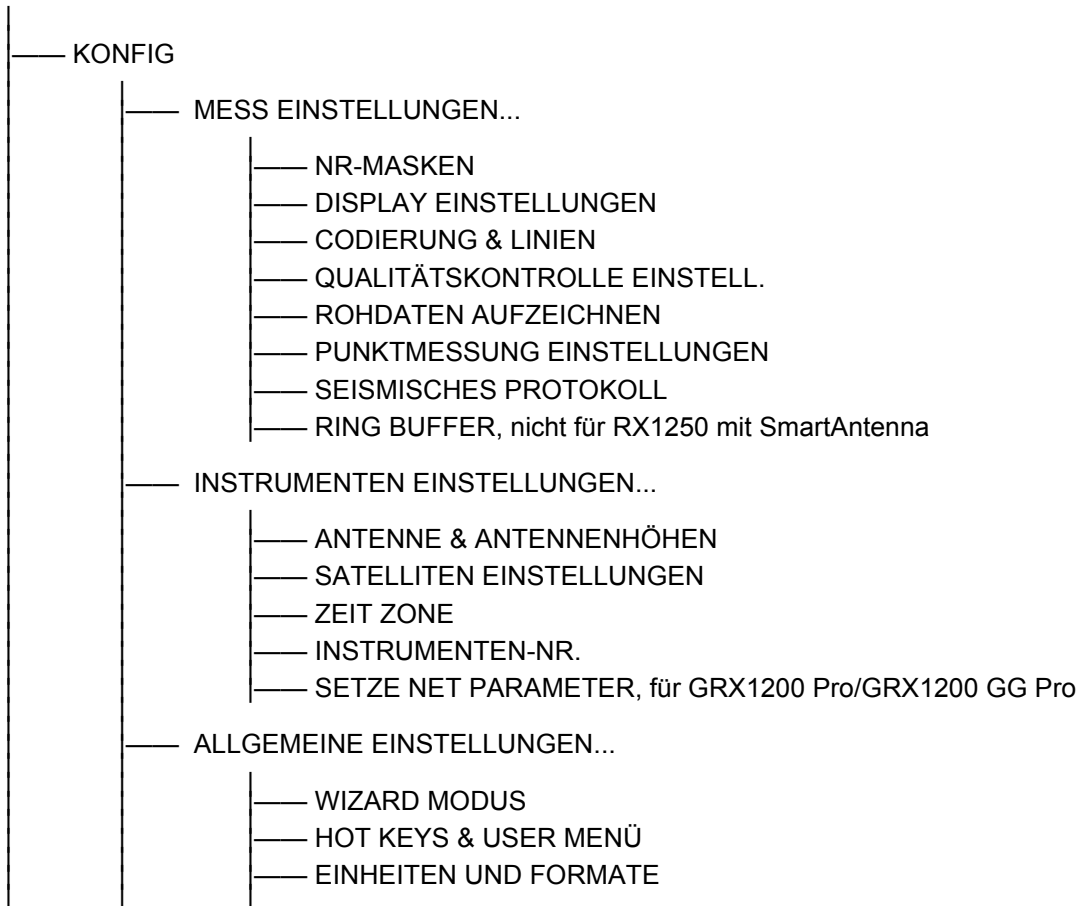 KONFIG
MESS EINSTELLUNGEN...
NR-MASKEN
DISPLAY EINSTELLUNGEN
CODIERUNG & LINIEN
QUALITÄTSKONTROLLE EINSTELL.
ROHDATEN AUFZEICHNEN
PUNKTMESSUNG EINSTELLUNGEN
SEISMISCHES PROTOKOLL
RING BUFFER, nicht für RX1250 mit SmartAntenna
INSTRUMENTEN EINSTELLUNGEN...
ANTENNE & ANTENNENHÖHEN
SATELLITEN EINSTELLUNGEN
ZEIT ZONE
INSTRUMENTEN-NR.
SETZE NET PARAMETER, für GRX1200 Pro/GRX1200 GG Pro
ALLGEMEINE EINSTELLUNGEN...
WIZARD MODUS
HOT KEYS & USER MENÜ
EINHEITEN UND FORMATE